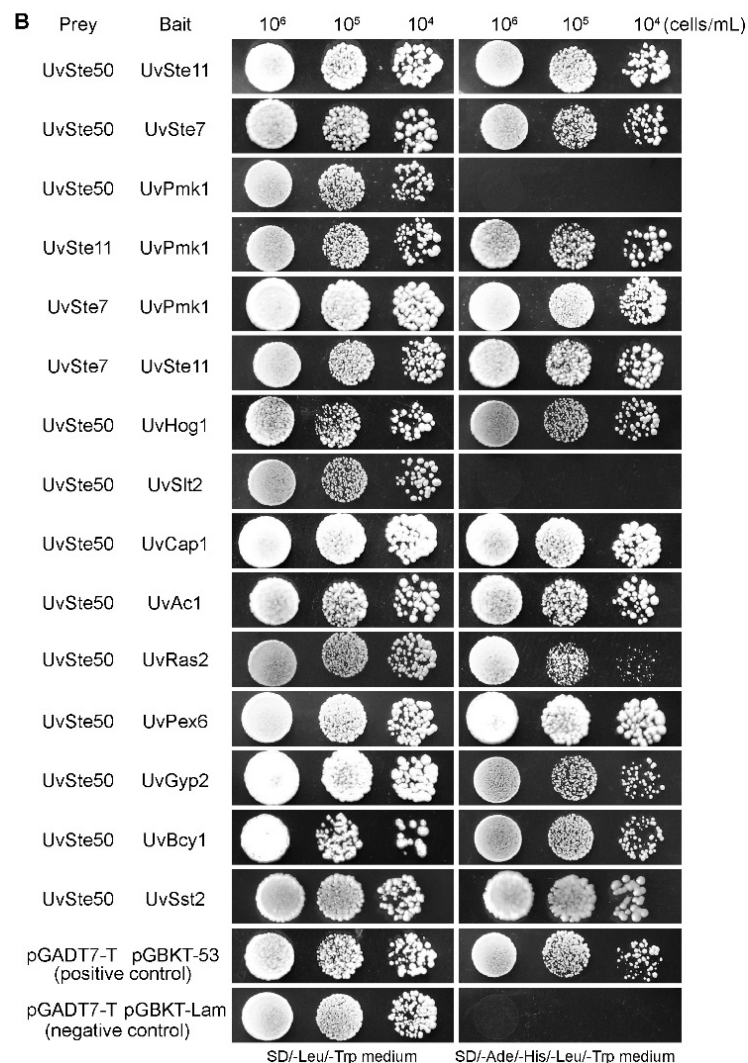 B Prey Bait 10⁶ 10⁵ 10⁴ 10⁶ 10⁵ 10⁴ (cells/mL)
UvSte50 UvSte11
UvSte50 UvSte7
UvSte50 UvPmk1
UvSte11 UvPmk1
UvSte7 UvPmk1
UvSte7 UvSte11
UvSte50 UvHog1
UvSte50 UvSlt2
UvSte50 UvCap1
UvSte50 UvAc1
UvSte50 UvRas2
UvSte50 UvPex6
UvSte50 UvGyp2
UvSte50 UvBcy1
UvSte50 UvSst2
pGADT7-T pGBKT-53
(positive control)
pGADT7-T pGBKT-Lam
(negative control)
SD/-Leu/-Trp medium SD/-Ade/-His/-Leu/-Trp medium